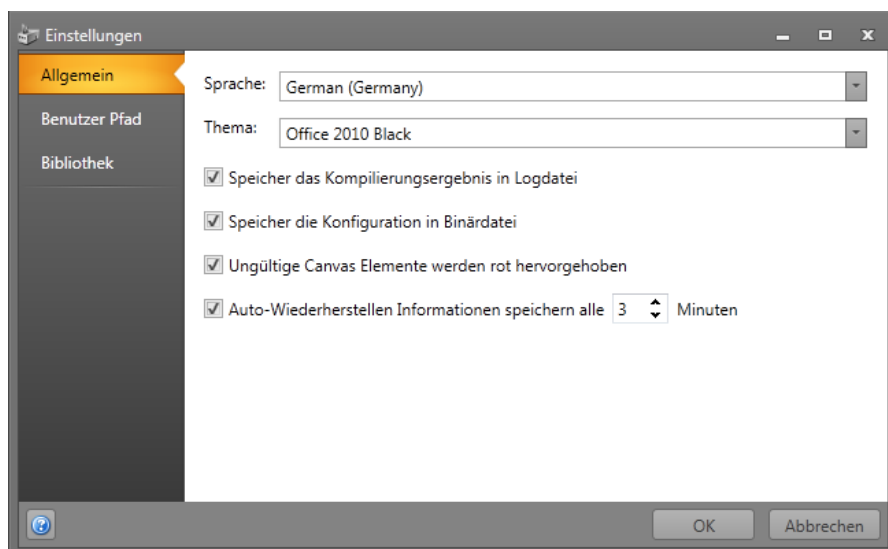 Einstellungen
Allgemein
Benutzer Pfad
Bibliothek
Sprache: German (Germany)
Thema: Office 2010 Black
Speicher das Kompilierungsergebnis in Logdatei
Speicher die Konfiguration in Binärdatei
Ungültige Canvas Elemente werden rot hervorgehoben
Auto-Wiederherstellen Informationen speichern alle 3 Minuten
OK Abbrechen